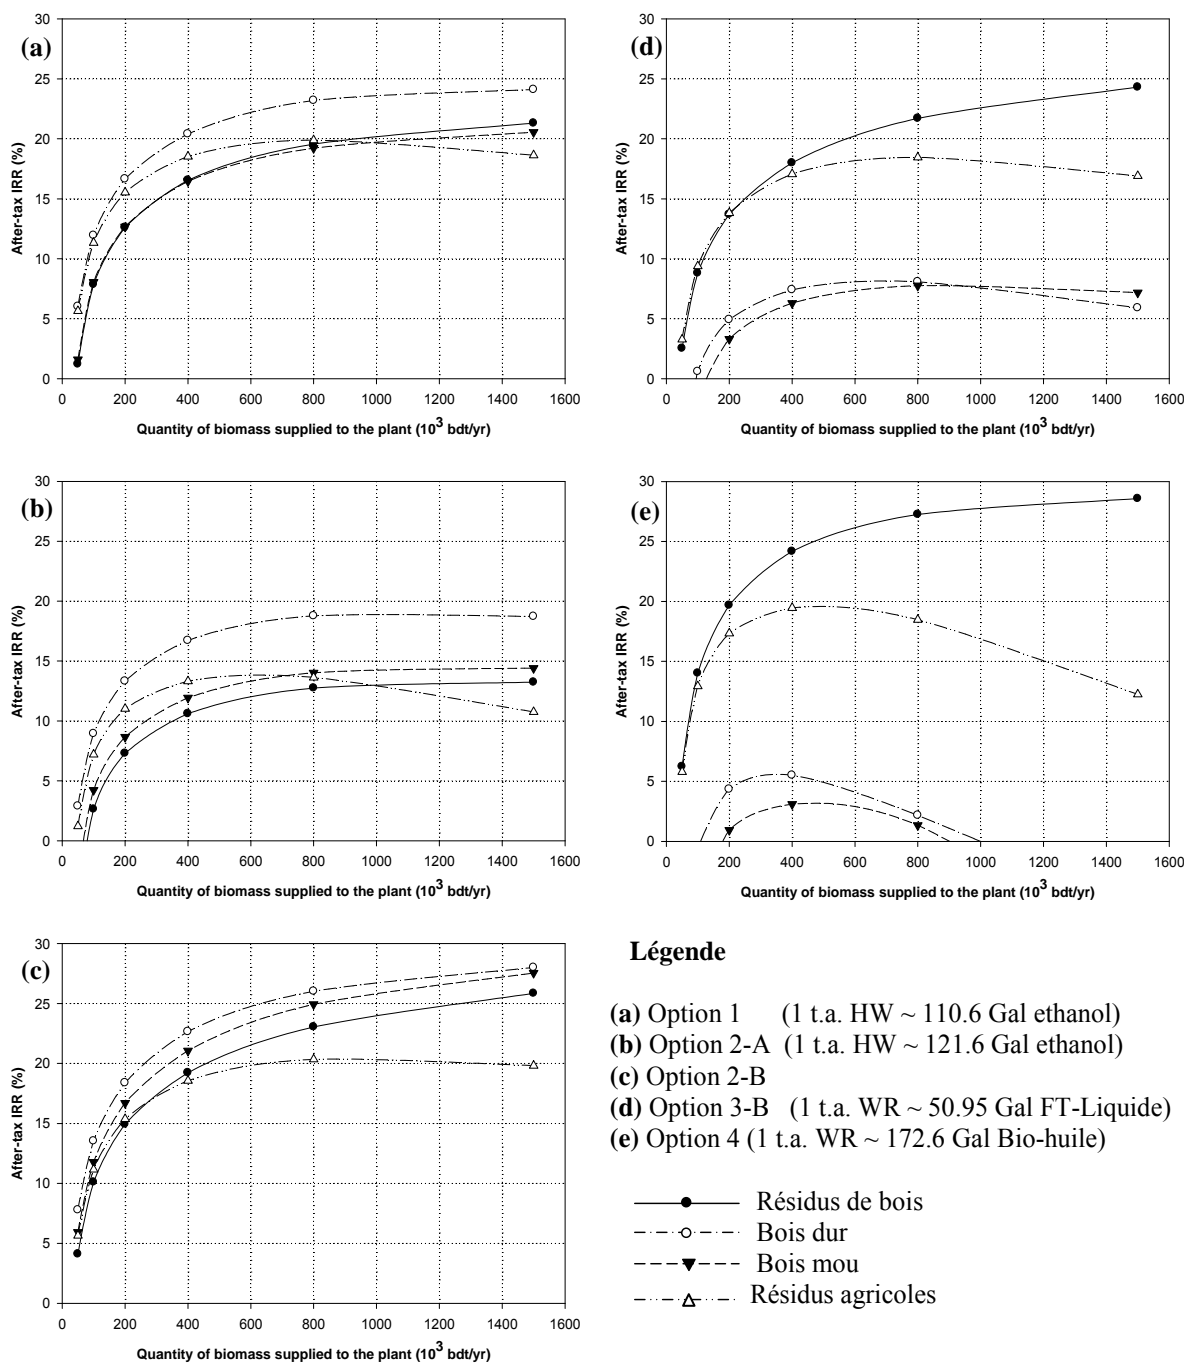 (a)
30
25
20
15
10
5
0
After-tax IRR (%)
0 200 400 600 800 1000 1200 1400 1600
Quantity of biomass supplied to the plant (10³ bdt/yr)
(d)
30
25
20
15
10
5
0
After-tax IRR (%)
0 200 400 600 800 1000 1200 1400 1600
Quantity of biomass supplied to the plant (10³ bdt/yr)
(b)
30
25
20
15
10
5
0
After-tax IRR (%)
0 200 400 600 800 1000 1200 1400 1600
Quantity of biomass supplied to the plant (10³ bdt/yr)
(e)
30
25
20
15
10
5
0
After-tax IRR (%)
0 200 400 600 800 1000 1200 1400 1600
Quantity of biomass supplied to the plant (10³ bdt/yr)
(c)
30
25
20
15
10
5
0
After-tax IRR (%)
0 200 400 600 800 1000 1200 1400 1600
Quantity of biomass supplied to the plant (10³ bdt/yr)
Légende
(a) Option 1 (1 t.a. HW ~ 110.6 Gal ethanol)
(b) Option 2-A (1 t.a. HW ~ 121.6 Gal ethanol)
(c) Option 2-B
(d) Option 3-B (1 t.a. WR ~ 50.95 Gal FT-Liquide)
(e) Option 4 (1 t.a. WR ~ 172.6 Gal Bio-huile)
Résidus de bois
Bois dur
Bois mou
Résidus agricoles